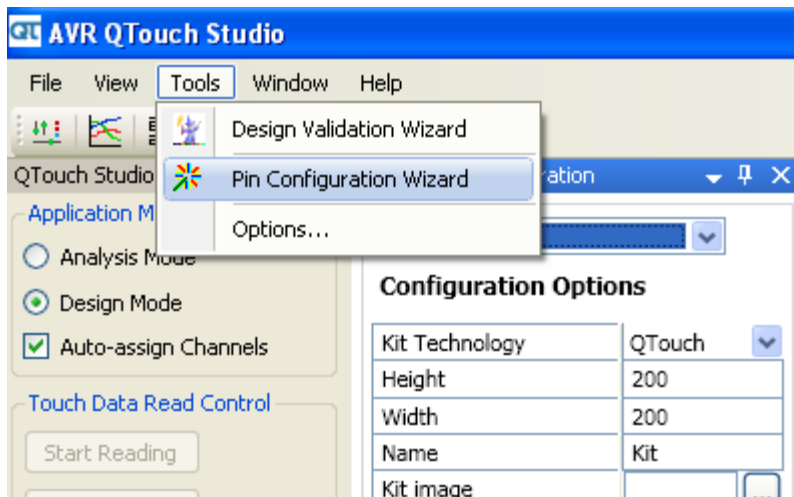 QT AVR QTouch Studio
File View Tools Window Help
Design Validation Wizard
QTouch Studio Pin Configuration Wizard ation
Application M
Options...
Analysis Mode
Configuration Options
Design Mode
Auto-assign Channels
Kit Technology QTouch
Height 200
Touch Data Read Control
Width 200
Start Reading
Name Kit
Kit image ...